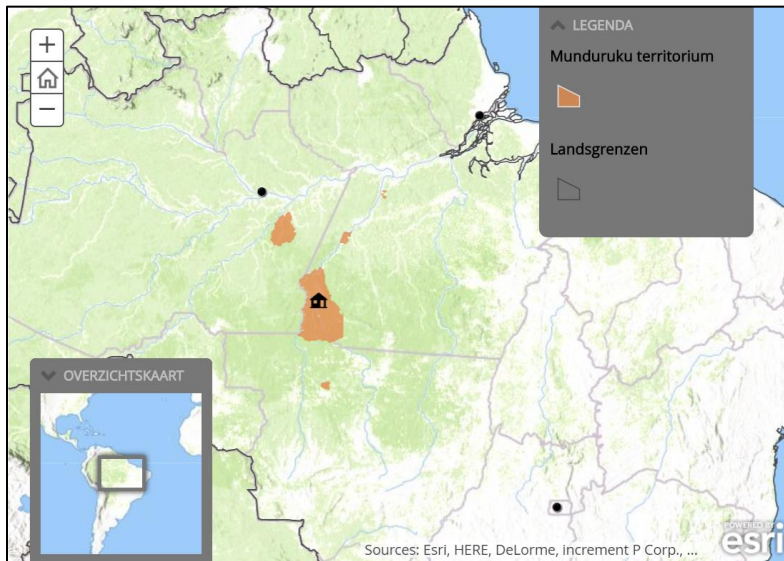 +
−
LEGENDA
Munduruku territorium
Landsgrenzen
OVERZICHTSKAART
Sources: Esri, HERE, DeLorme, increment P Corp., ...
POWERED BY
esri